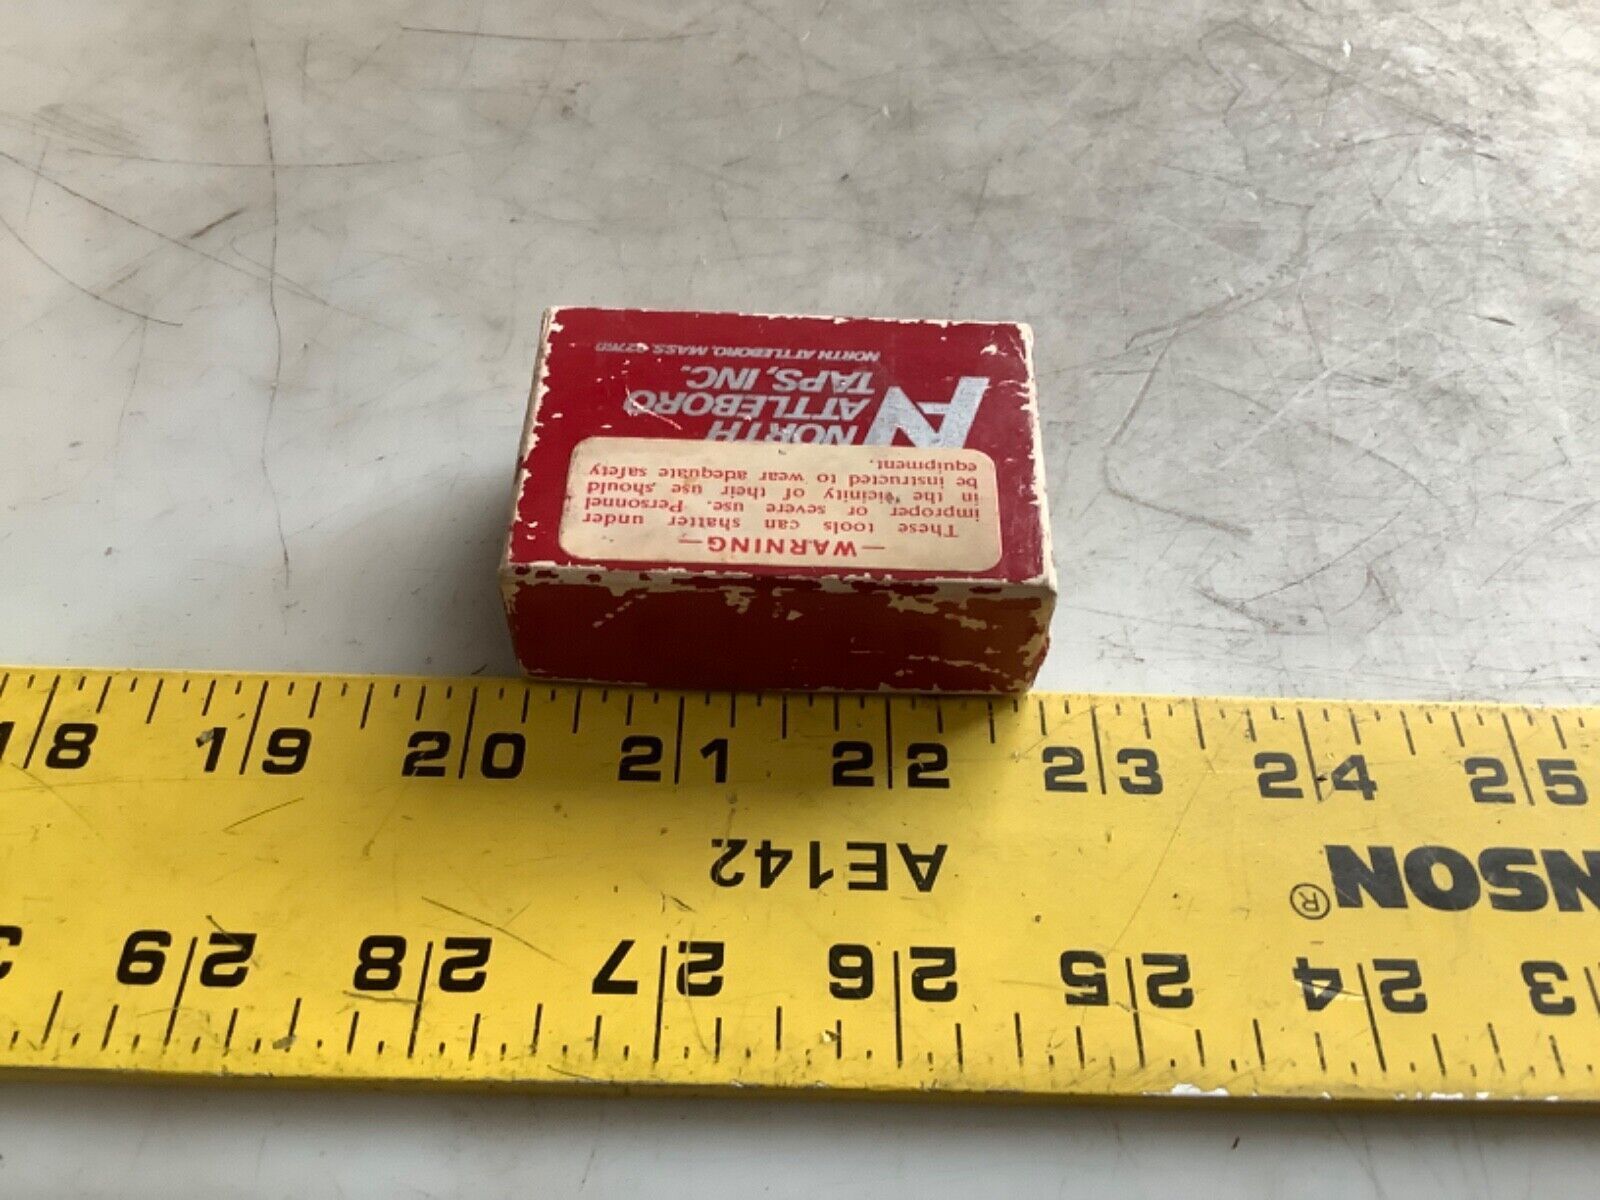 NORTH
ATTLEBORO
TAPS, INC.
NORTH ATTLEBORO, MASS. 02760
—WARNING—
These tools can shatter under
improper or severe use. Personnel
in the vicinity of their use should
be instructed to wear adequate safety
equipment.
18 19 20 21 22 23 24 25
AE142
NSON®
23 24 25 26 27 28 29 3